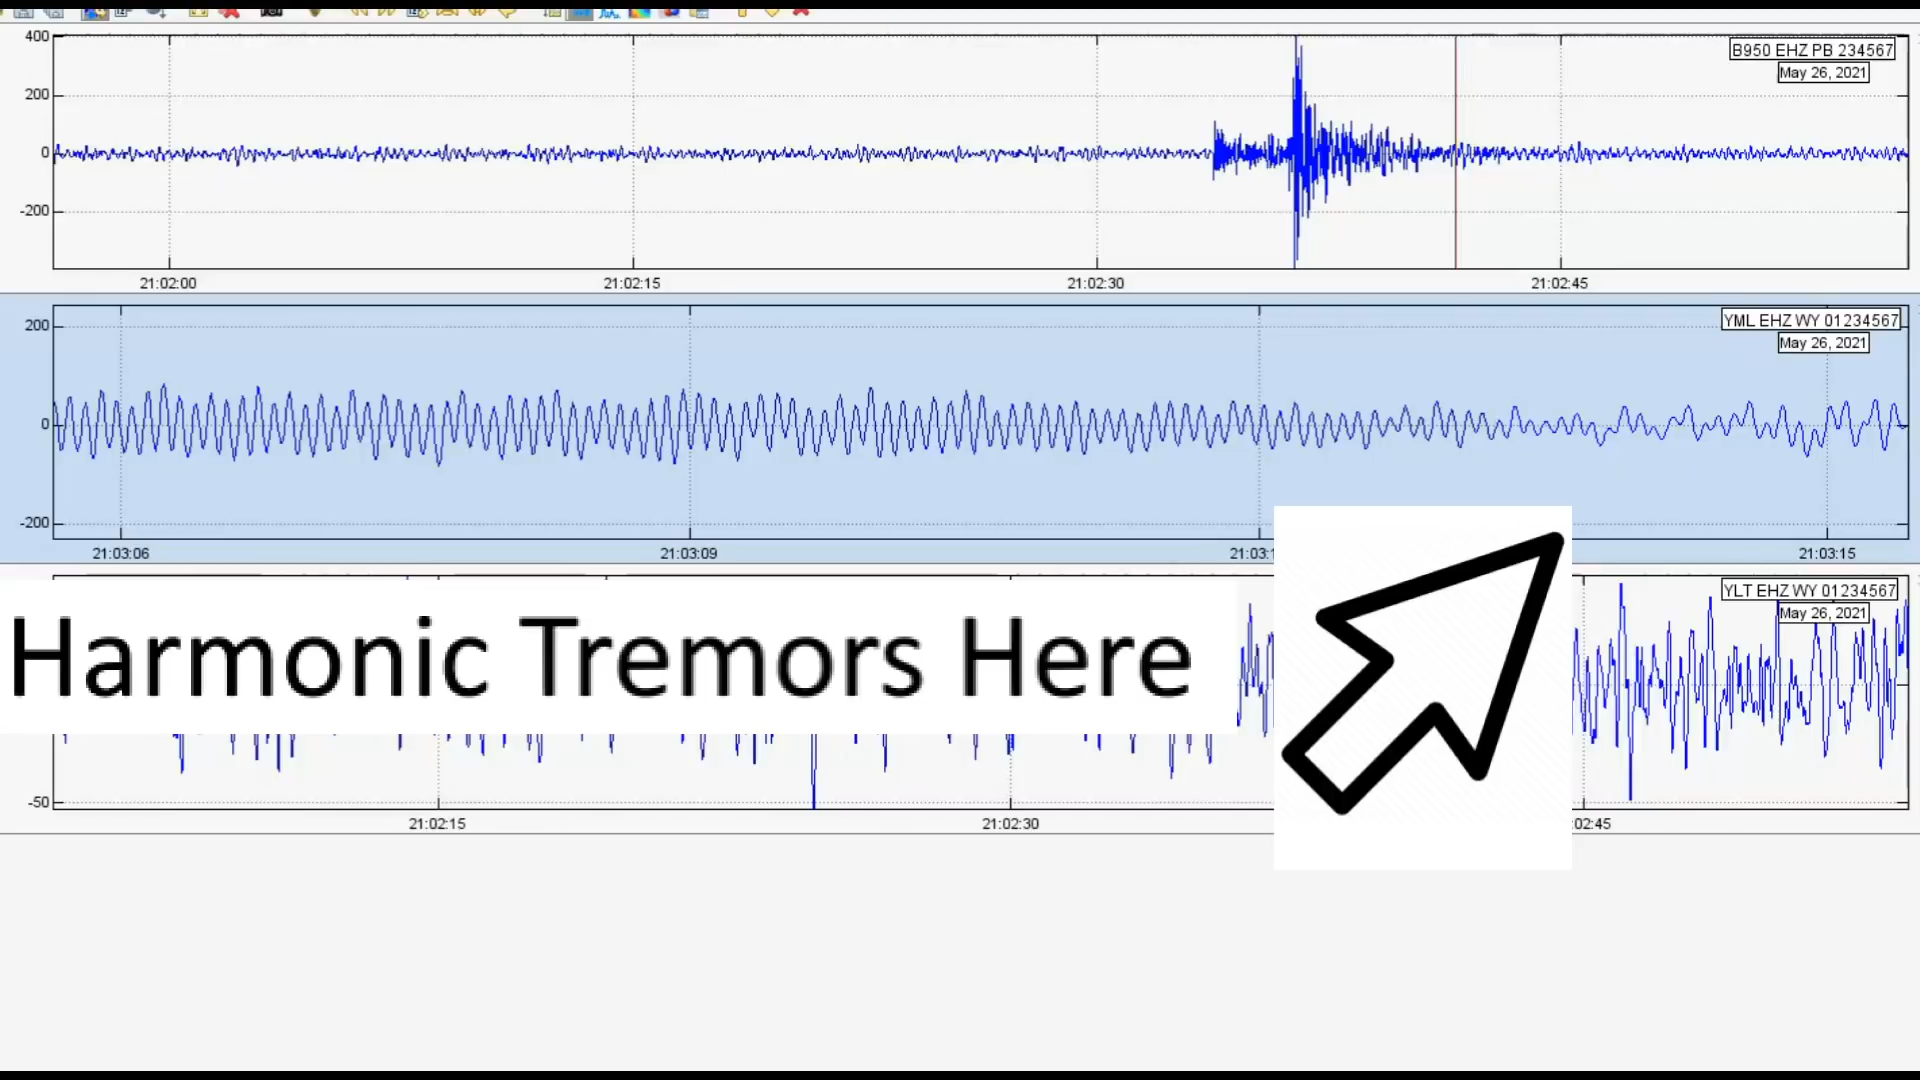 400
200
0
-200
B950 EHZ PB 234567
May 26, 2021
21:02:00
21:02:15
21:02:30
21:02:45
200
0
-200
YML EHZ WY 01234567
May 26, 2021
21:03:06
21:03:09
21:03:1
21:03:15
YLT EHZ WY 01234567
May 26, 2021
Harmonic Tremors Here
-50
21:02:15
21:02:30
:02:45